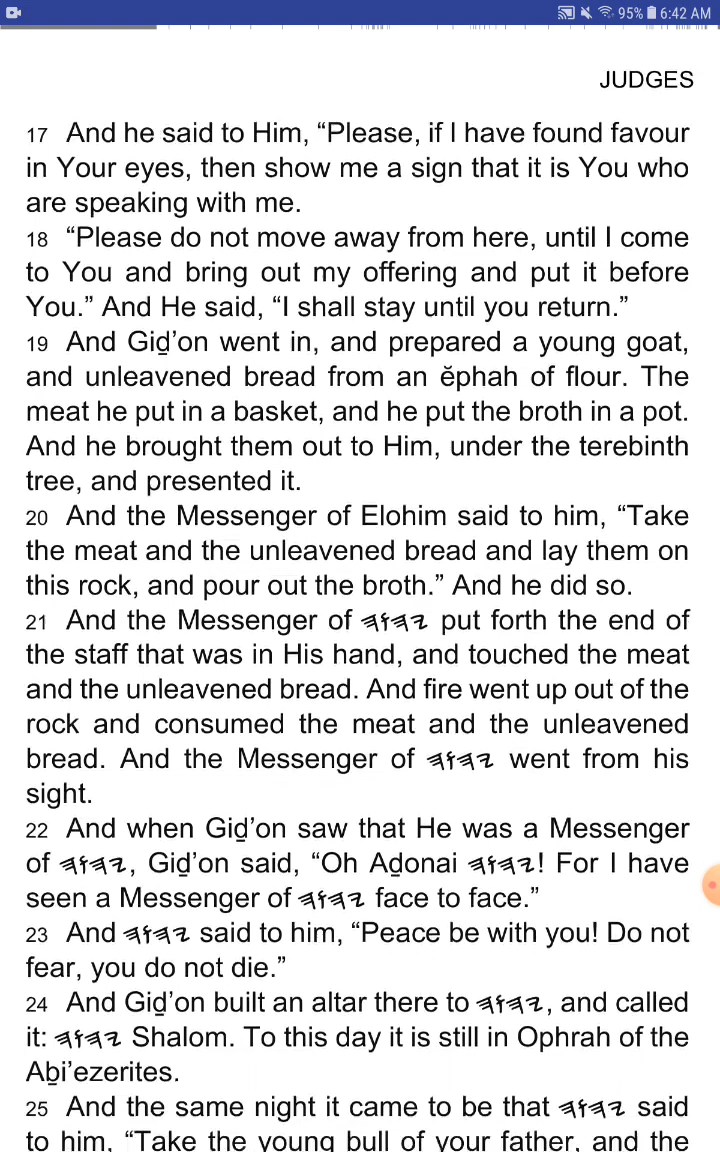 95% 6:42 AM
JUDGES
17 And he said to Him, “Please, if I have found favour
in Your eyes, then show me a sign that it is You who
are speaking with me.
18 “Please do not move away from here, until I come
to You and bring out my offering and put it before
You.” And He said, “I shall stay until you return.”
19 And Giḏ’on went in, and prepared a young goat,
and unleavened bread from an ĕphah of flour. The
meat he put in a basket, and he put the broth in a pot.
And he brought them out to Him, under the terebinth
tree, and presented it.
20 And the Messenger of Elohim said to him, “Take
the meat and the unleavened bread and lay them on
this rock, and pour out the broth.” And he did so.
21 And the Messenger of 𐤉𐤄𐤅𐤄 put forth the end of
the staff that was in His hand, and touched the meat
and the unleavened bread. And fire went up out of the
rock and consumed the meat and the unleavened
bread. And the Messenger of 𐤉𐤄𐤅𐤄 went from his
sight.
22 And when Giḏ’on saw that He was a Messenger
of 𐤉𐤄𐤅𐤄, Giḏ’on said, “Oh Aḏonai 𐤉𐤄𐤅𐤄! For I have
seen a Messenger of 𐤉𐤄𐤅𐤄 face to face.”
23 And 𐤉𐤄𐤅𐤄 said to him, “Peace be with you! Do not
fear, you do not die.”
24 And Giḏ’on built an altar there to 𐤉𐤄𐤅𐤄, and called
it: 𐤉𐤄𐤅𐤄 Shalom. To this day it is still in Ophrah of the
Aḇi’ezerites.
25 And the same night it came to be that 𐤉𐤄𐤅𐤄 said
to him, “Take the young bull of your father, and the